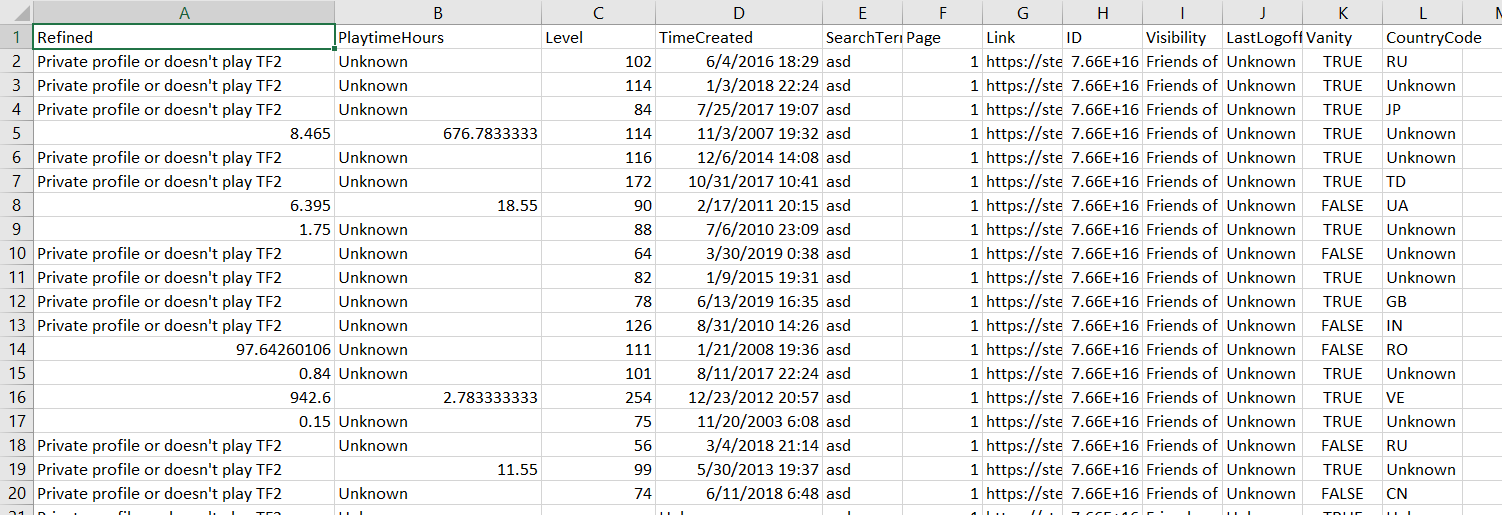 A B C D E F G H I J K L
1 Refined PlaytimeHours Level TimeCreated SearchTer Page Link ID Visibility LastLogoff Vanity CountryCode
2 Private profile or doesn't play TF2 Unknown 102 6/4/2016 18:29 asd 1 https://ste 7.66E+16 Friends of Unknown TRUE RU
3 Private profile or doesn't play TF2 Unknown 114 1/3/2018 22:24 asd 1 https://ste 7.66E+16 Friends of Unknown TRUE Unknown
4 Private profile or doesn't play TF2 Unknown 84 7/25/2017 19:07 asd 1 https://ste 7.66E+16 Friends of Unknown TRUE JP
5 8.465 676.7833333 114 11/3/2007 19:32 asd 1 https://ste 7.66E+16 Friends of Unknown TRUE Unknown
6 Private profile or doesn't play TF2 Unknown 116 12/6/2014 14:08 asd 1 https://ste 7.66E+16 Friends of Unknown TRUE Unknown
7 Private profile or doesn't play TF2 Unknown 172 10/31/2017 10:41 asd 1 https://ste 7.66E+16 Friends of Unknown TRUE TD
8 6.395 18.55 90 2/17/2011 20:15 asd 1 https://ste 7.66E+16 Friends of Unknown FALSE UA
9 1.75 Unknown 88 7/6/2010 23:09 asd 1 https://ste 7.66E+16 Friends of Unknown TRUE Unknown
10 Private profile or doesn't play TF2 Unknown 64 3/30/2019 0:38 asd 1 https://ste 7.66E+16 Friends of Unknown FALSE Unknown
11 Private profile or doesn't play TF2 Unknown 82 1/9/2015 19:31 asd 1 https://ste 7.66E+16 Friends of Unknown TRUE Unknown
12 Private profile or doesn't play TF2 Unknown 78 6/13/2019 16:35 asd 1 https://ste 7.66E+16 Friends of Unknown TRUE GB
13 Private profile or doesn't play TF2 Unknown 126 8/31/2010 14:26 asd 1 https://ste 7.66E+16 Friends of Unknown FALSE IN
14 97.64260106 Unknown 111 1/21/2008 19:36 asd 1 https://ste 7.66E+16 Friends of Unknown FALSE RO
15 0.84 Unknown 101 8/11/2017 22:24 asd 1 https://ste 7.66E+16 Friends of Unknown TRUE Unknown
16 942.6 2.783333333 254 12/23/2012 20:57 asd 1 https://ste 7.66E+16 Friends of Unknown TRUE VE
17 0.15 Unknown 75 11/20/2003 6:08 asd 1 https://ste 7.66E+16 Friends of Unknown TRUE Unknown
18 Private profile or doesn't play TF2 Unknown 56 3/4/2018 21:14 asd 1 https://ste 7.66E+16 Friends of Unknown FALSE RU
19 Private profile or doesn't play TF2 11.55 99 5/30/2013 19:37 asd 1 https://ste 7.66E+16 Friends of Unknown TRUE Unknown
20 Private profile or doesn't play TF2 Unknown 74 6/11/2018 6:48 asd 1 https://ste 7.66E+16 Friends of Unknown FALSE CN